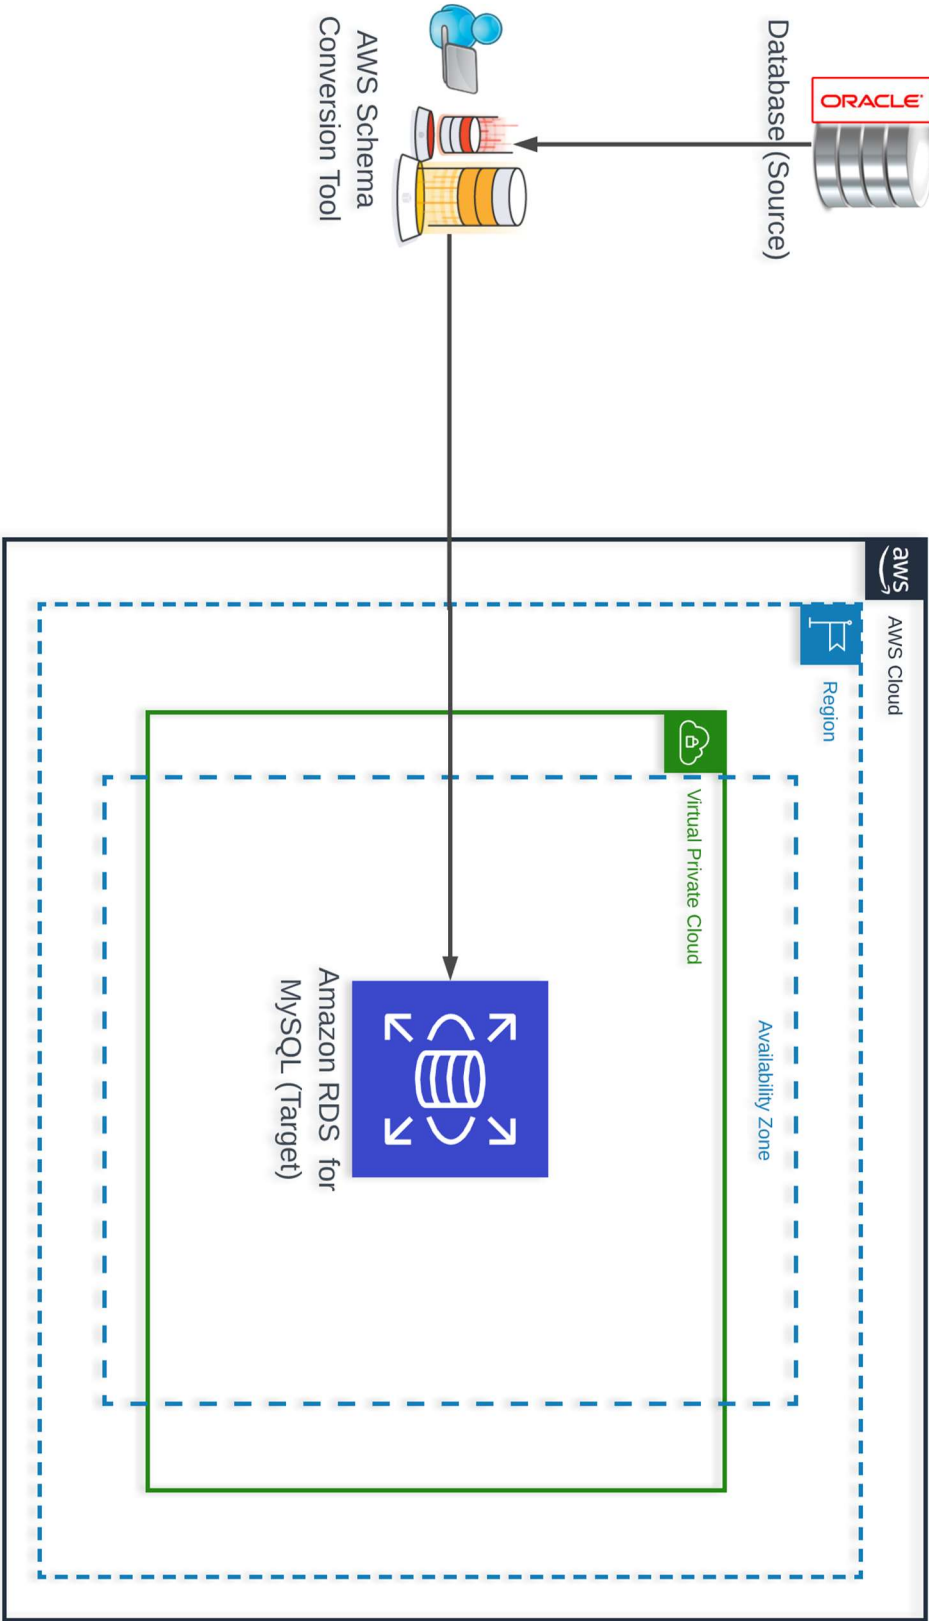 ORACLE
Database (Source)
AWS Schema
Conversion Tool
aws
AWS Cloud
Region
Virtual Private Cloud
Availability Zone
Amazon RDS for
MySQL (Target)